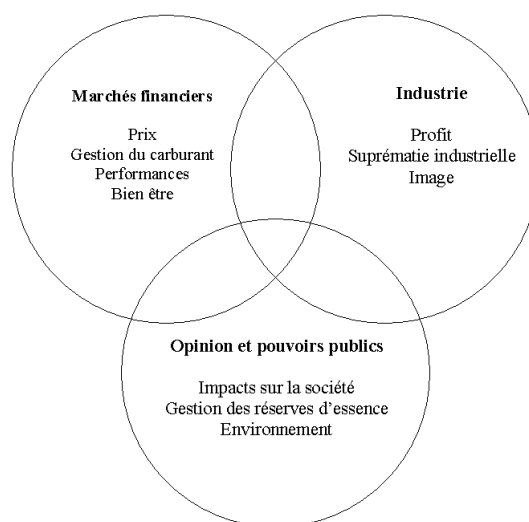 Marchés financiers
Prix
Gestion du carburant
Performances
Bien être
Industrie
Profit
Suprématie industrielle
Image
Opinion et pouvoirs publics
Impacts sur la société
Gestion des réserves d'essence
Environnement